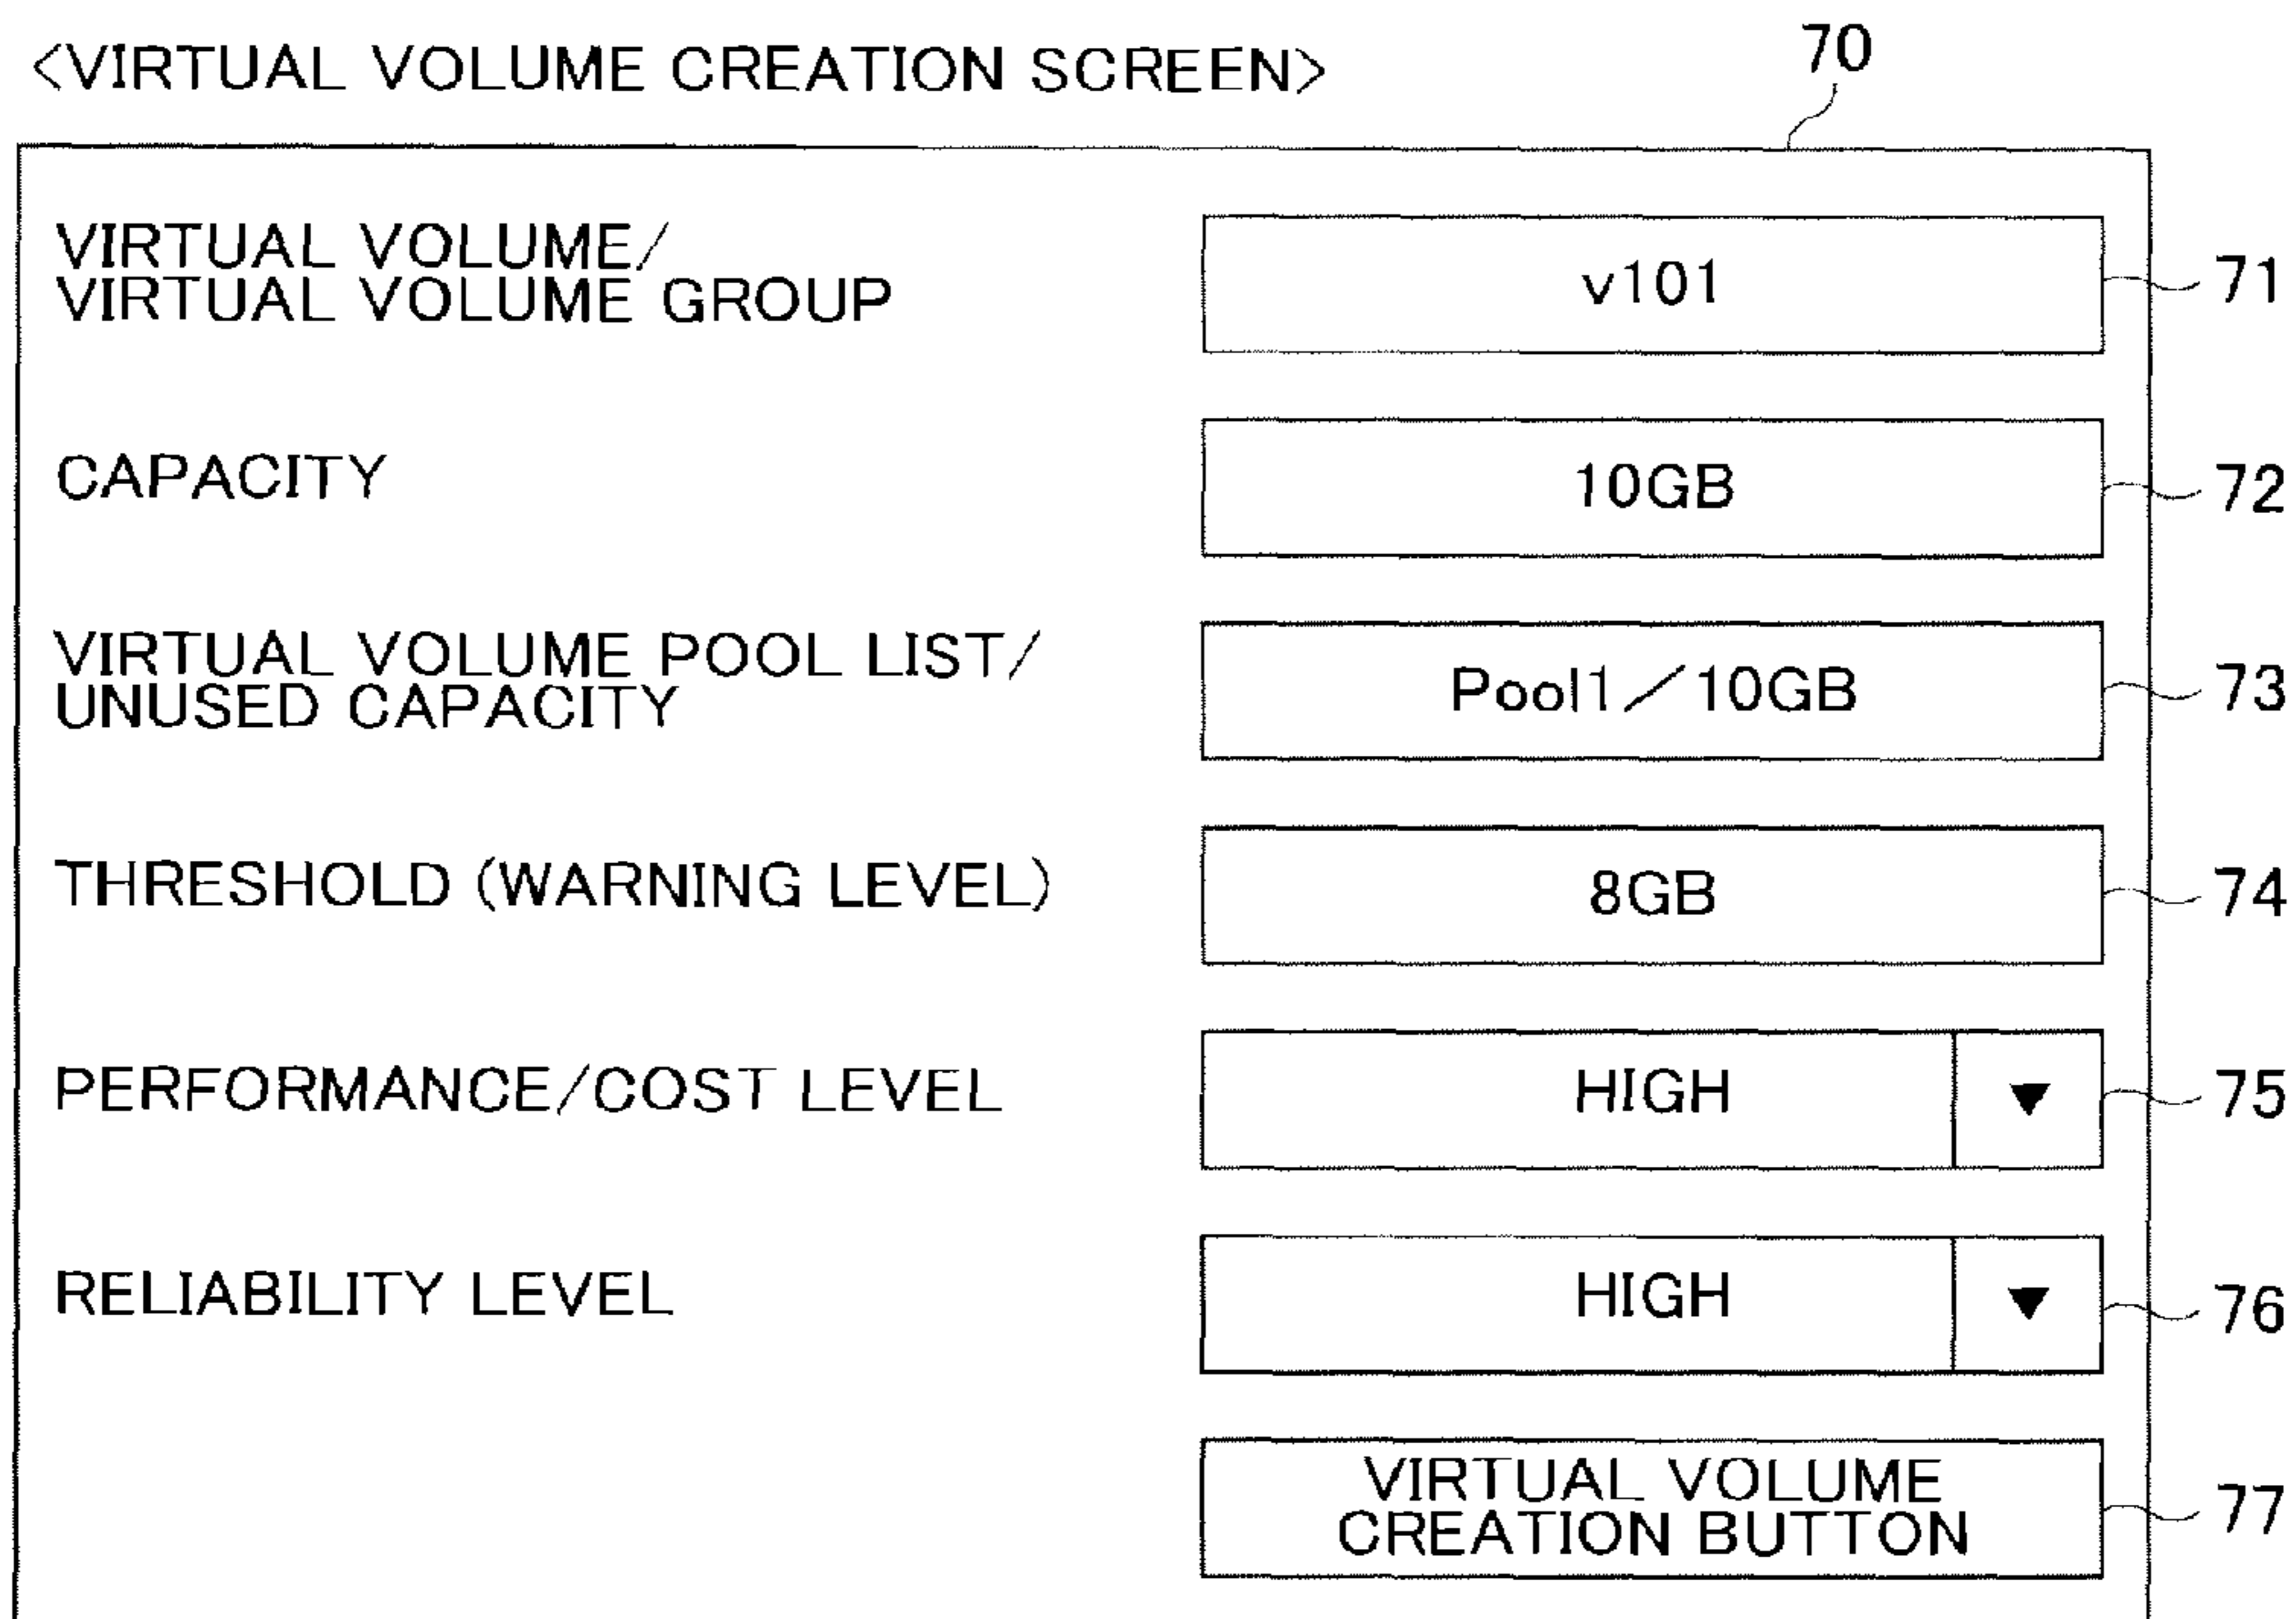 <VIRTUAL VOLUME CREATION SCREEN>
70
VIRTUAL VOLUME/
VIRTUAL VOLUME GROUP
v101
71
CAPACITY
10GB
72
VIRTUAL VOLUME POOL LIST/
UNUSED CAPACITY
Pool1／10GB
73
THRESHOLD (WARNING LEVEL)
8GB
74
PERFORMANCE/COST LEVEL
HIGH
▼
75
RELIABILITY LEVEL
HIGH
▼
76
VIRTUAL VOLUME
CREATION BUTTON
77